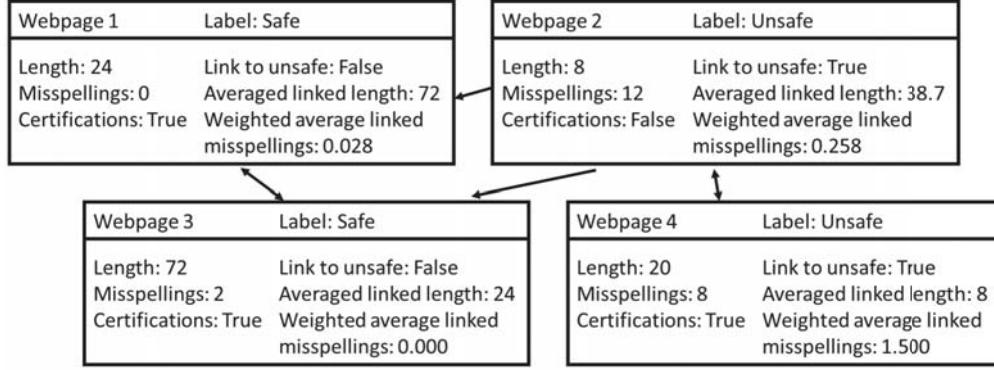 Webpage 1 Label: Safe
Length: 24 Link to unsafe: False
Misspellings: 0 Averaged linked length: 72
Certifications: True Weighted average linked
misspellings: 0.028
Webpage 2 Label: Unsafe
Length: 8 Link to unsafe: True
Misspellings: 12 Averaged linked length: 38.7
Certifications: False Weighted average linked
misspellings: 0.258
Webpage 3 Label: Safe
Length: 72 Link to unsafe: False
Misspellings: 2 Averaged linked length: 24
Certifications: True Weighted average linked
misspellings: 0.000
Webpage 4 Label: Unsafe
Length: 20 Link to unsafe: True
Misspellings: 8 Averaged linked length: 8
Certifications: True Weighted average linked
misspellings: 1.500